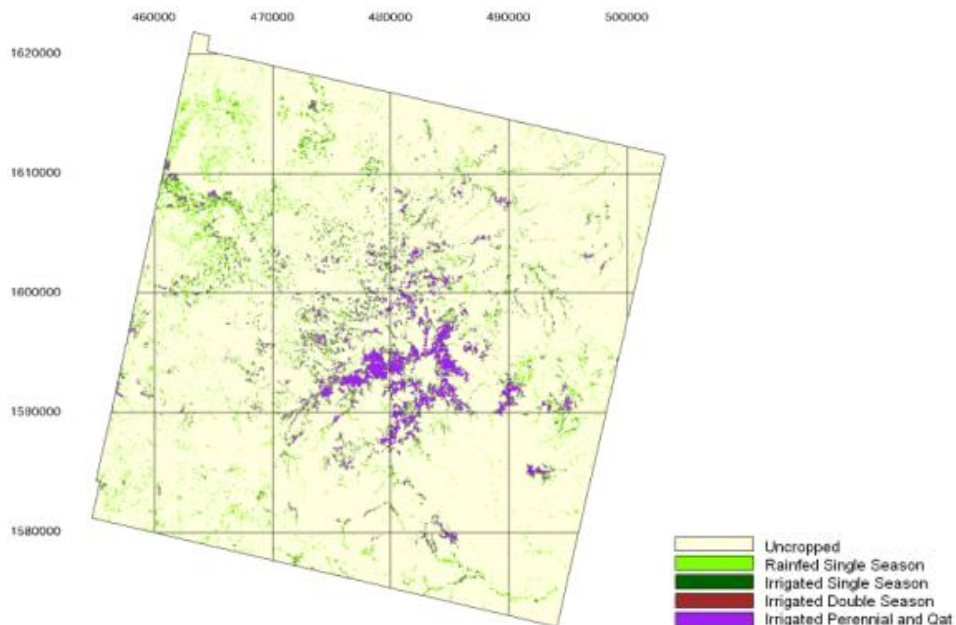 460000 470000 480000 490000 500000
1620000
1610000
1600000
1590000
1580000
Uncropped
Rainfed Single Season
Irrigated Single Season
Irrigated Double Season
Irrigated Perennial and Qat